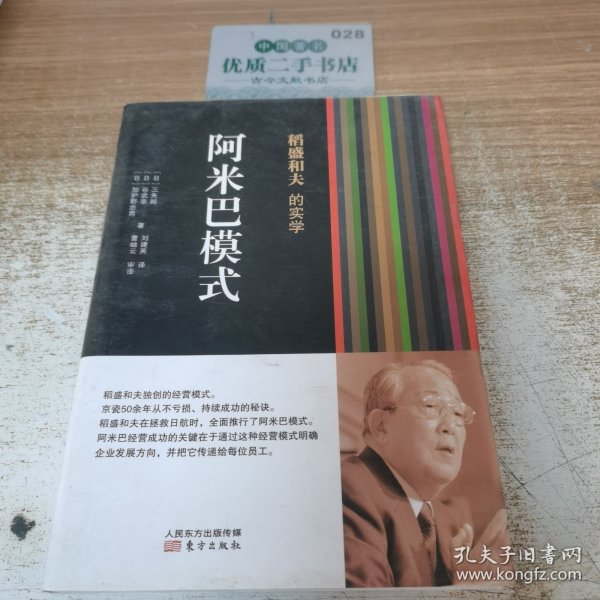 028
中国著名
优质二手书店
古今文献书店
稻盛和夫 的实学
阿米巴模式
[日]三矢裕
[日]谷武幸
[日]加护野忠男 著
刘建英 译
曹岫云 审译
稻盛和夫独创的经营模式。
京瓷50余年从不亏损、持续成功的秘诀。
稻盛和夫在拯救日航时，全面推行了阿米巴模式。
阿米巴经营成功的关键在于通过这种经营模式明确
企业发展方向，并把它传递给每位员工。
人民东方出版传媒
东方出版社
孔夫子旧书网
www.kongfz.com